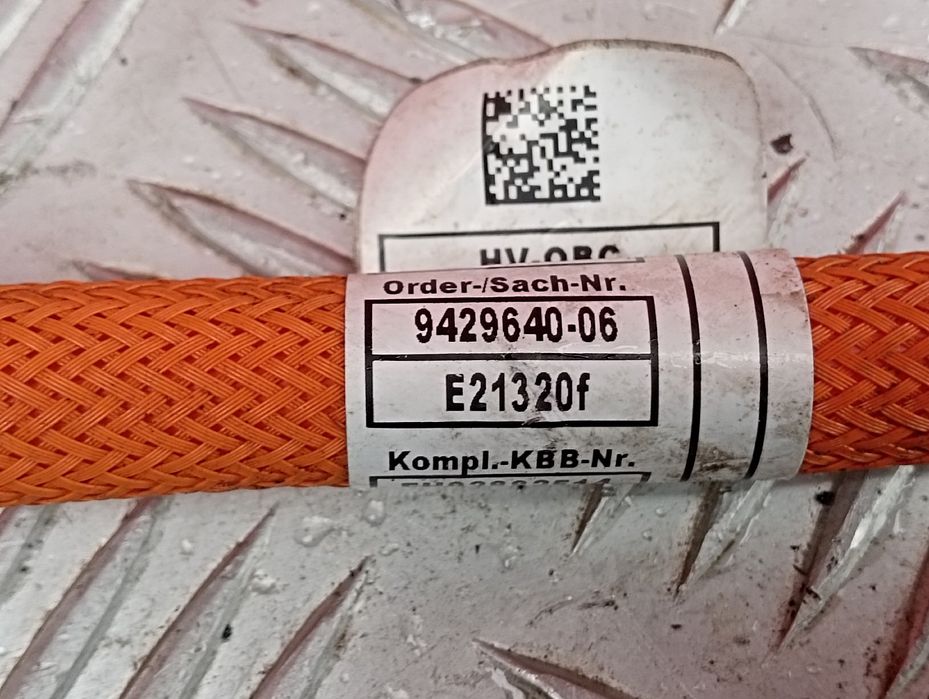 HV-OBC
Order-/Sach-Nr.
9429640-06
E21320f
Kompl.-KBB-Nr.